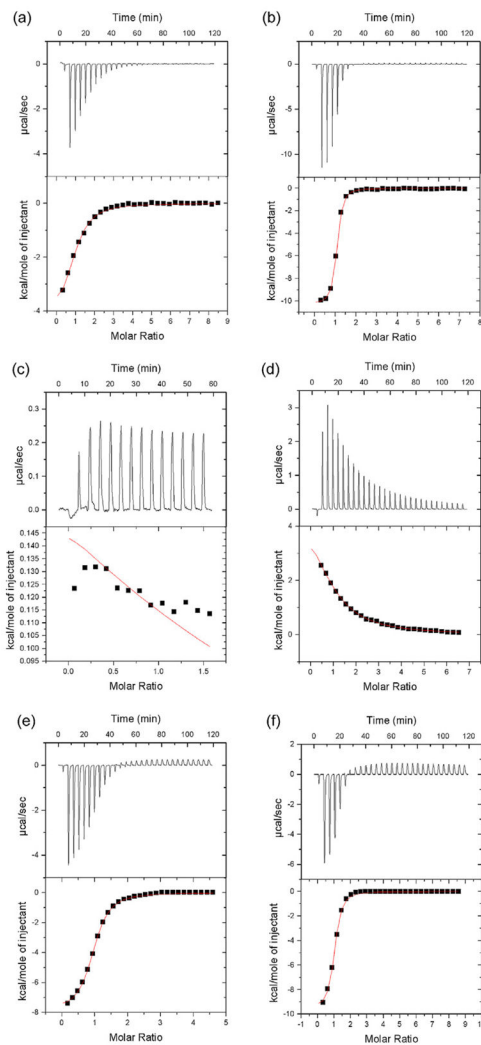 (a)
Time (min)
0 20 40 60 80 100 120
µcal/sec
0
-2
-4
kcal/mole of injectant
0
-2
-4
0 1 2 3 4 5 6 7 8 9
Molar Ratio
(b)
Time (min)
0 20 40 60 80 100 120
µcal/sec
0
-5
-10
kcal/mole of injectant
0
-2
-4
-6
-8
-10
0 1 2 3 4 5 6 7 8
Molar Ratio
(c)
Time (min)
0 10 20 30 40 50 60
µcal/sec
0.3
0.2
0.1
0.0
kcal/mole of injectant
0.145
0.140
0.135
0.130
0.125
0.120
0.115
0.110
0.105
0.100
0.095
0.0 0.5 1.0 1.5
Molar Ratio
(d)
Time (min)
0 20 40 60 80 100 120
µcal/sec
3
2
1
0
kcal/mole of injectant
4
2
0
0 1 2 3 4 5 6 7
Molar Ratio
(e)
Time (min)
0 20 40 60 80 100 120
µcal/sec
0
-2
-4
kcal/mole of injectant
0
-2
-4
-6
-8
0 1 2 3 4 5
Molar Ratio
(f)
Time (min)
0 20 40 60 80 100 120
µcal/sec
2
0
-2
-4
-6
kcal/mole of injectant
0
-2
-4
-6
-8
-10
-1 0 1 2 3 4 5 6 7 8 9
Molar Ratio